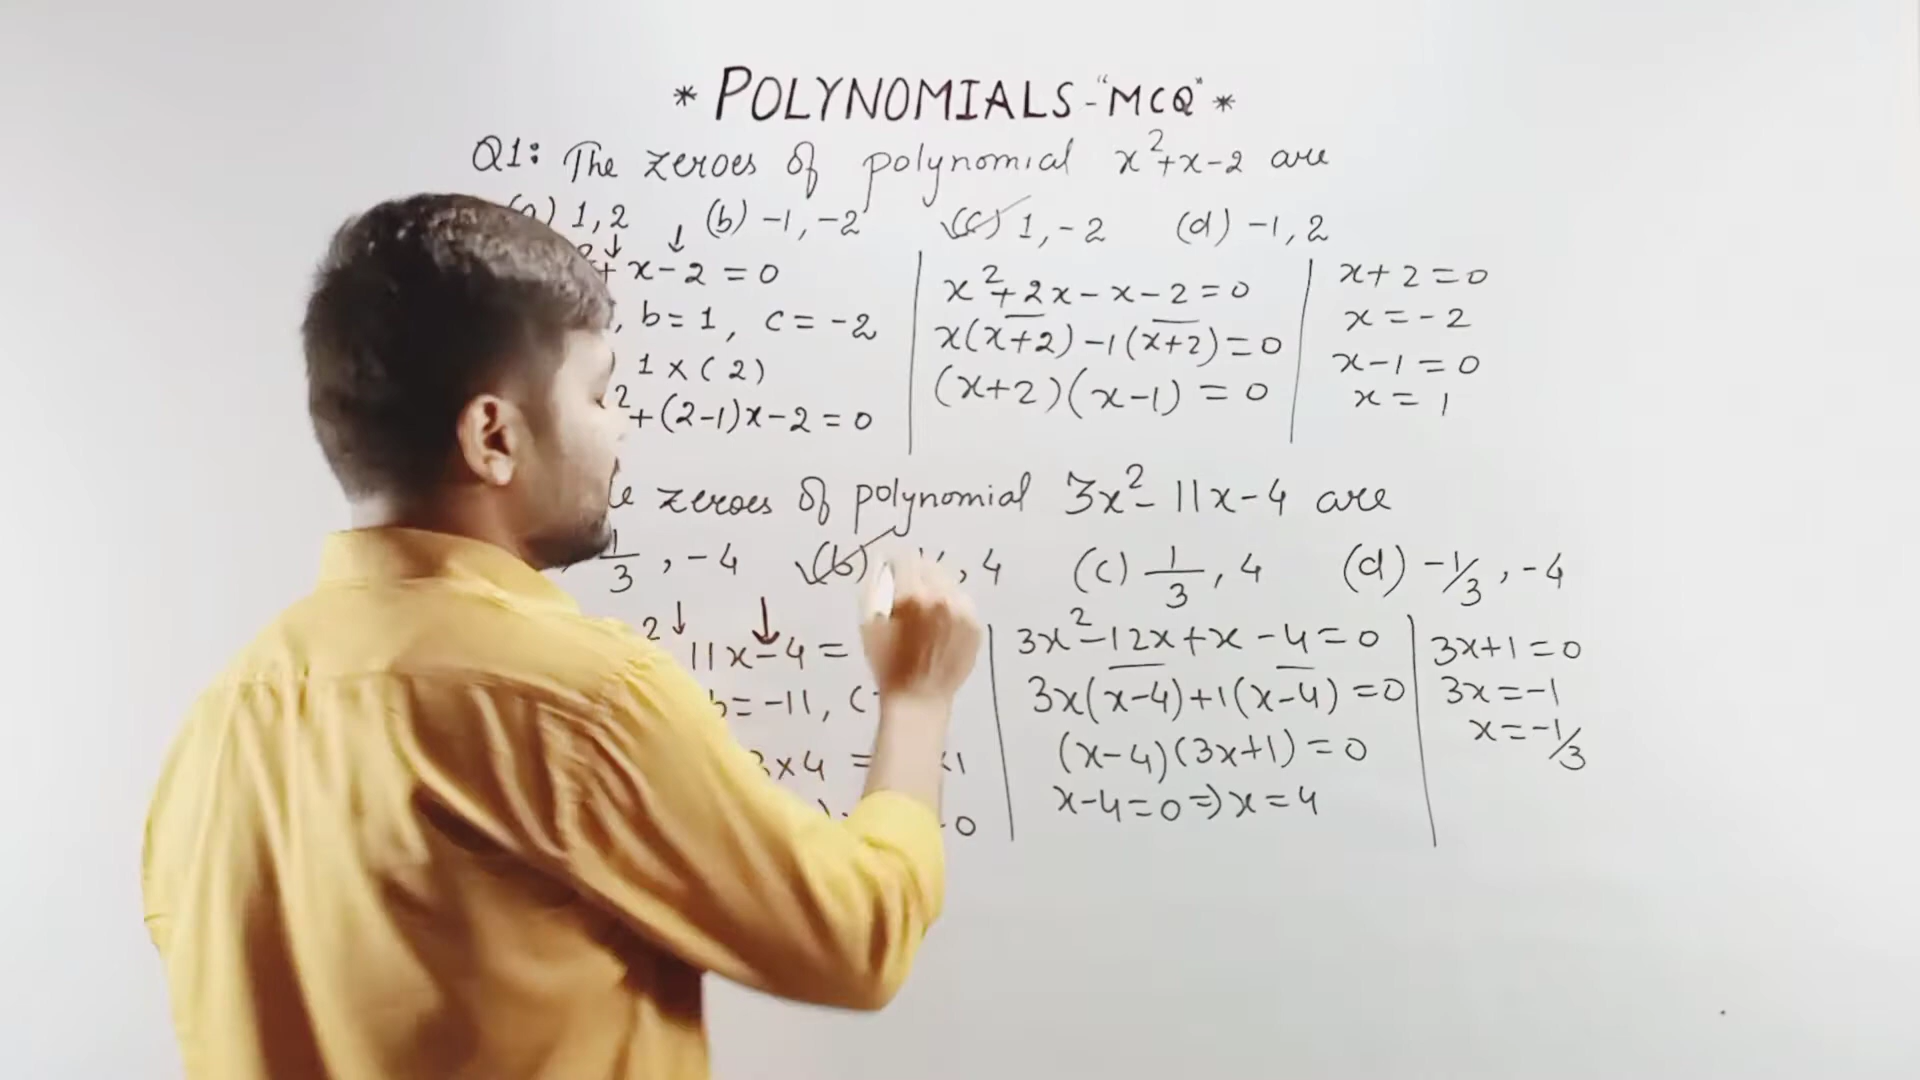 * POLYNOMIALS - "MCQ" *
Q1: The zeroes of polynomial x²+x-2 are
(a) 1,2 (b) -1,-2 (c) 1,-2 (d) -1,2
+ x-2 = 0
, b=1, c=-2
1×(2)
²+(2-1)x-2=0
x²+2x-x-2=0
x(x+2)-1(x+2)=0
(x+2)(x-1)=0
x+2=0
x=-2
x-1=0
x=1
zeroes of polynomial 3x²-11x-4 are
1/3, -4 (b) , 4 (c) 1/3, 4 (d) -1/3, -4
² 11x-4=
b=-11, c
3×4 = ×1
0
3x²-12x+x-4=0
3x(x-4)+1(x-4)=0
(x-4)(3x+1)=0
x-4=0⇒x=4
3x+1=0
3x=-1
x=-1/3